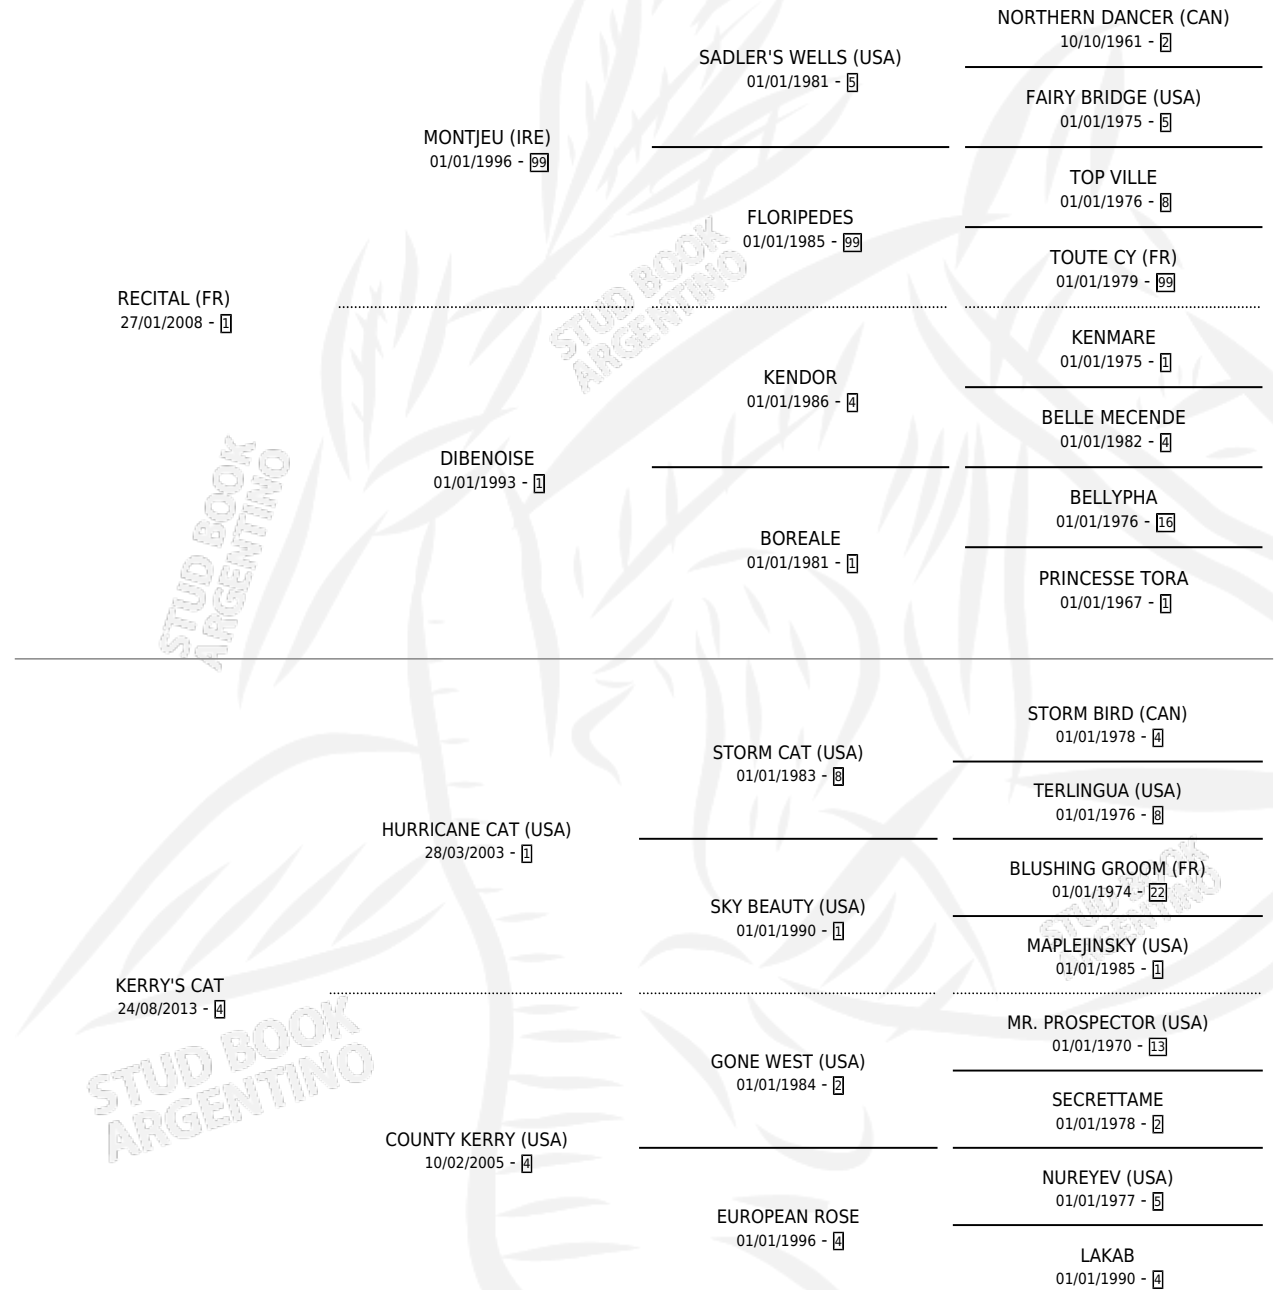 NORTHERN DANCER (CAN)
10/10/1961 - 2
SADLER'S WELLS (USA)
01/01/1981 - 5
FAIRY BRIDGE (USA)
01/01/1975 - 5
MONTJEU (IRE)
01/01/1996 - 99
TOP VILLE
01/01/1976 - 8
FLORIPEDES
01/01/1985 - 99
TOUTE CY (FR)
01/01/1979 - 99
RECITAL (FR)
27/01/2008 - 1
KENMARE
01/01/1975 - 1
KENDOR
01/01/1986 - 4
BELLE MECENDE
01/01/1982 - 4
DIBENOISE
01/01/1993 - 1
BELLYPHA
01/01/1976 - 16
BOREALE
01/01/1981 - 1
PRINCESSE TORA
01/01/1967 - 1
STORM BIRD (CAN)
01/01/1978 - 4
STORM CAT (USA)
01/01/1983 - 8
TERLINGUA (USA)
01/01/1976 - 8
HURRICANE CAT (USA)
28/03/2003 - 1
BLUSHING GROOM (FR)
01/01/1974 - 22
SKY BEAUTY (USA)
01/01/1990 - 1
MAPLEJINSKY (USA)
01/01/1985 - 1
KERRY'S CAT
24/08/2013 - 4
MR. PROSPECTOR (USA)
01/01/1970 - 13
GONE WEST (USA)
01/01/1984 - 2
SECRETTAME
01/01/1978 - 2
COUNTY KERRY (USA)
10/02/2005 - 4
NUREYEV (USA)
01/01/1977 - 5
EUROPEAN ROSE
01/01/1996 - 4
LAKAB
01/01/1990 - 4
STUD BOOK
ARGENTINO
STUD BOOK
ARGENTINO
STUD BOOK
ARGENTINO
STUD BOOK
ARGENTINO